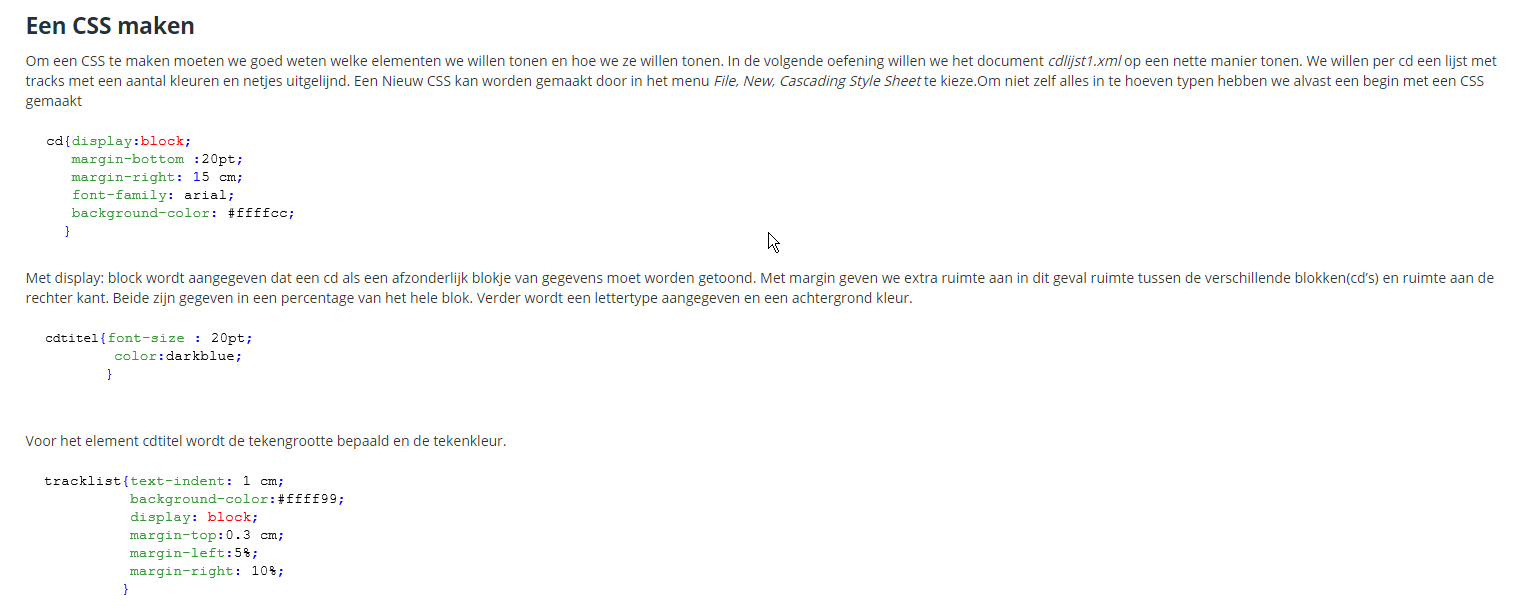 Een CSS maken
Om een CSS te maken moeten we goed weten welke elementen we willen tonen en hoe we ze willen tonen. In de volgende oefening willen we het document cdlijst1.xml op een nette manier tonen. We willen per cd een lijst met
tracks met een aantal kleuren en netjes uitgelijnd. Een Nieuw CSS kan worden gemaakt door in het menu File, New, Cascading Style Sheet te kieze.Om niet zelf alles in te hoeven typen hebben we alvast een begin met een CSS
gemaakt
cd{display:block;
margin-bottom :20pt;
margin-right: 15 cm;
font-family: arial;
background-color: #ffffcc;
}
Met display: block wordt aangegeven dat een cd als een afzonderlijk blokje van gegevens moet worden getoond. Met margin geven we extra ruimte aan in dit geval ruimte tussen de verschillende blokken(cd's) en ruimte aan de
rechter kant. Beide zijn gegeven in een percentage van het hele blok. Verder wordt een lettertype aangegeven en een achtergrond kleur.
cdtitel{font-size : 20pt;
color:darkblue;
}
Voor het element cdtitel wordt de tekengrootte bepaald en de tekenkleur.
tracklist{text-indent: 1 cm;
background-color:#ffff99;
display: block;
margin-top:0.3 cm;
margin-left:5%;
margin-right: 10%;
}